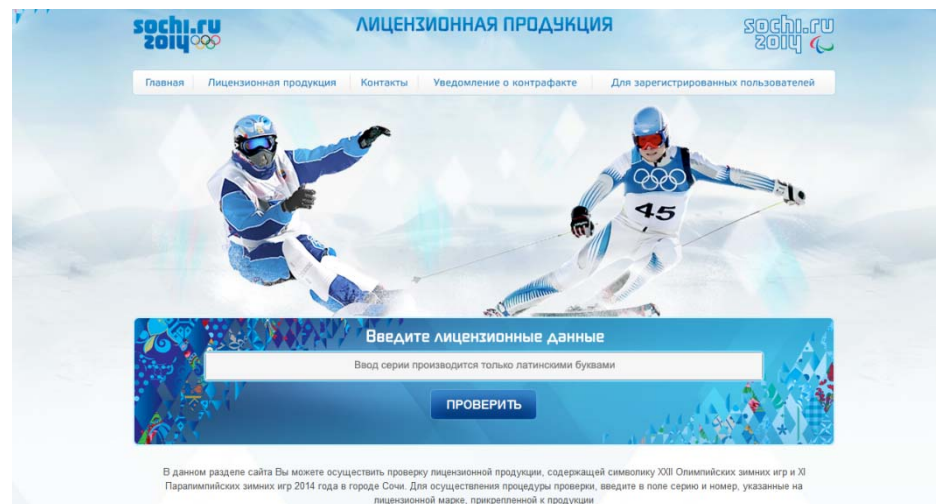 sochi.ru
2014
ЛИЦЕНЗИОННАЯ ПРОДУКЦИЯ
sochi.ru
2014
Главная Лицензионная продукция Контакты Уведомление о контрафакте Для зарегистрированных пользователей
45
Введите лицензионные данные
Ввод серии производится только латинскими буквами
ПРОВЕРИТЬ
В данном разделе сайта Вы можете осуществить проверку лицензионной продукции, содержащей символику XXII Олимпийских зимних игр и XI
Паралимпийских зимних игр 2014 года в городе Сочи. Для осуществления процедуры проверки, введите в поле серию и номер, указанные на
лицензионной марке, прикрепленной к продукции